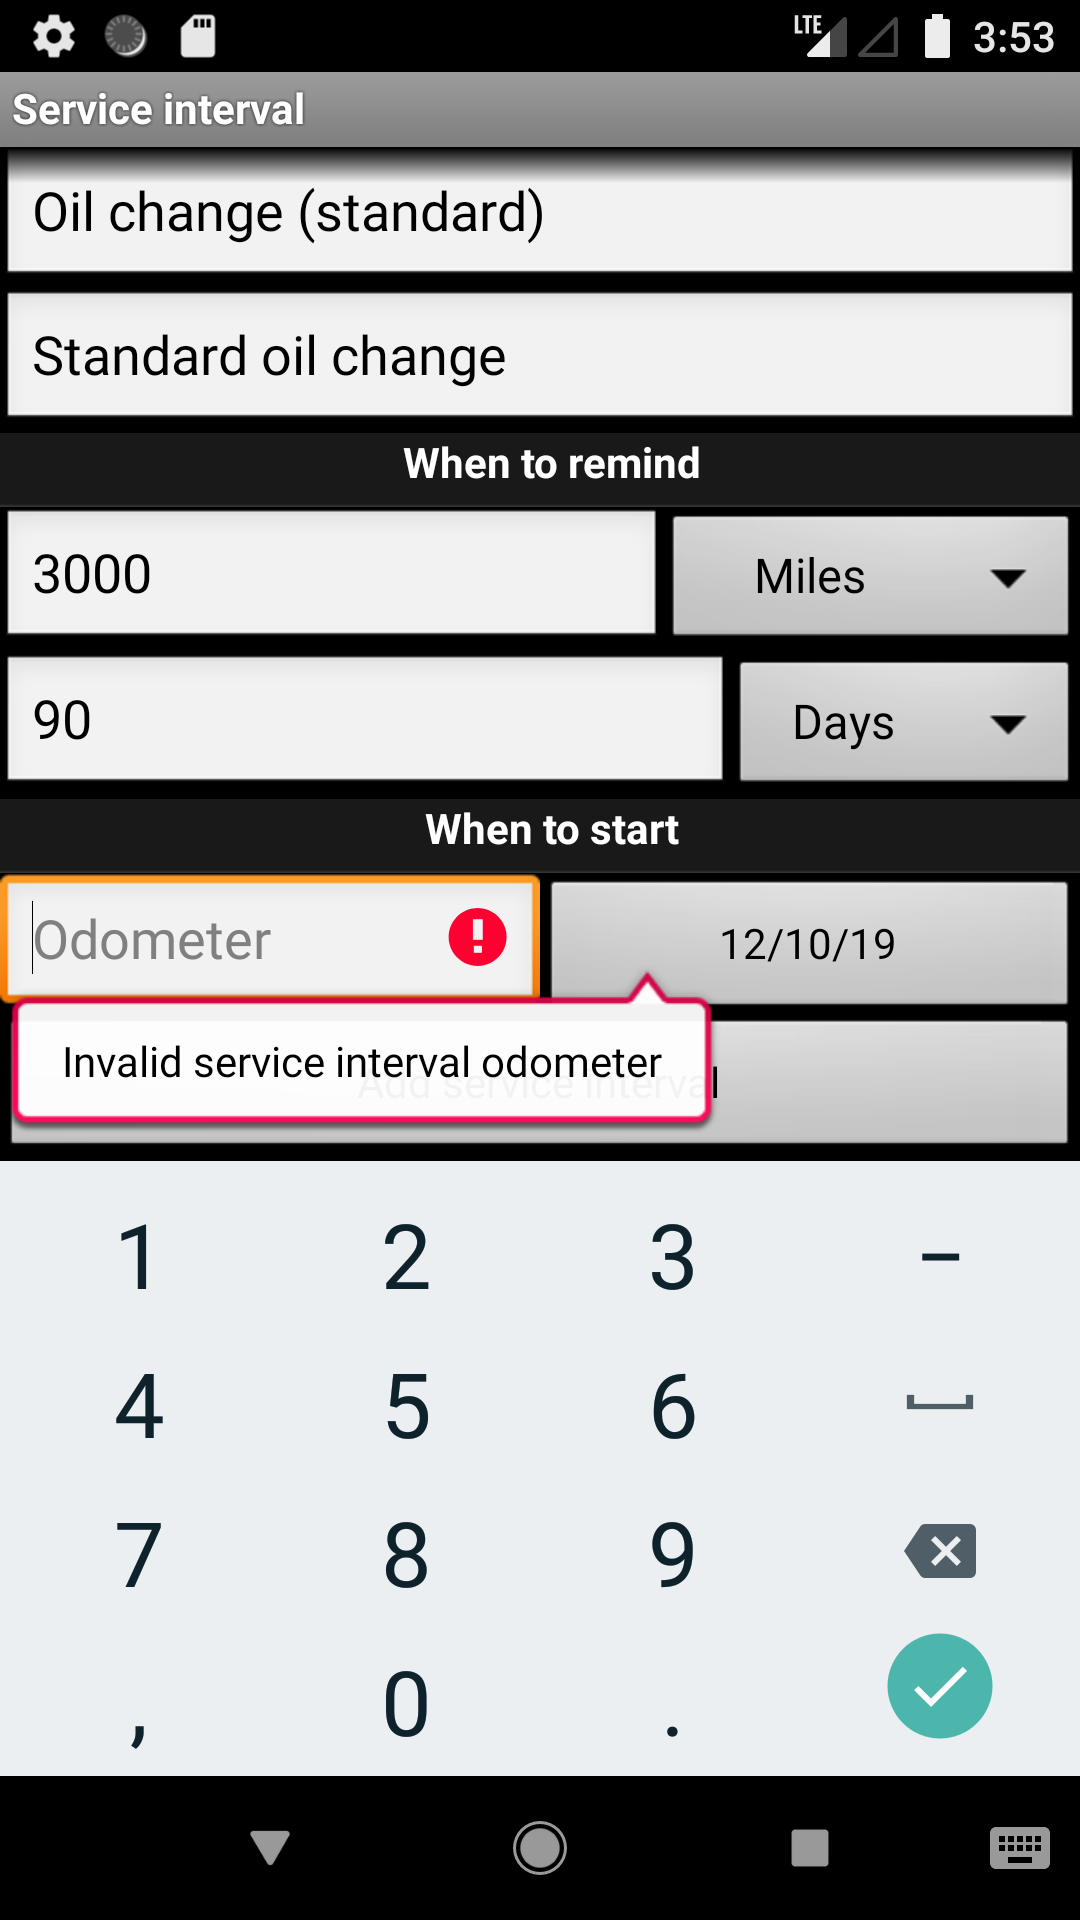 LTE 3:53
Service interval
Oil change (standard)
Standard oil change
When to remind
3000 Miles
90 Days
When to start
Odometer 12/10/19
Invalid service interval odometer
Add service interval
1 2 3 –
4 5 6
7 8 9
, 0 .